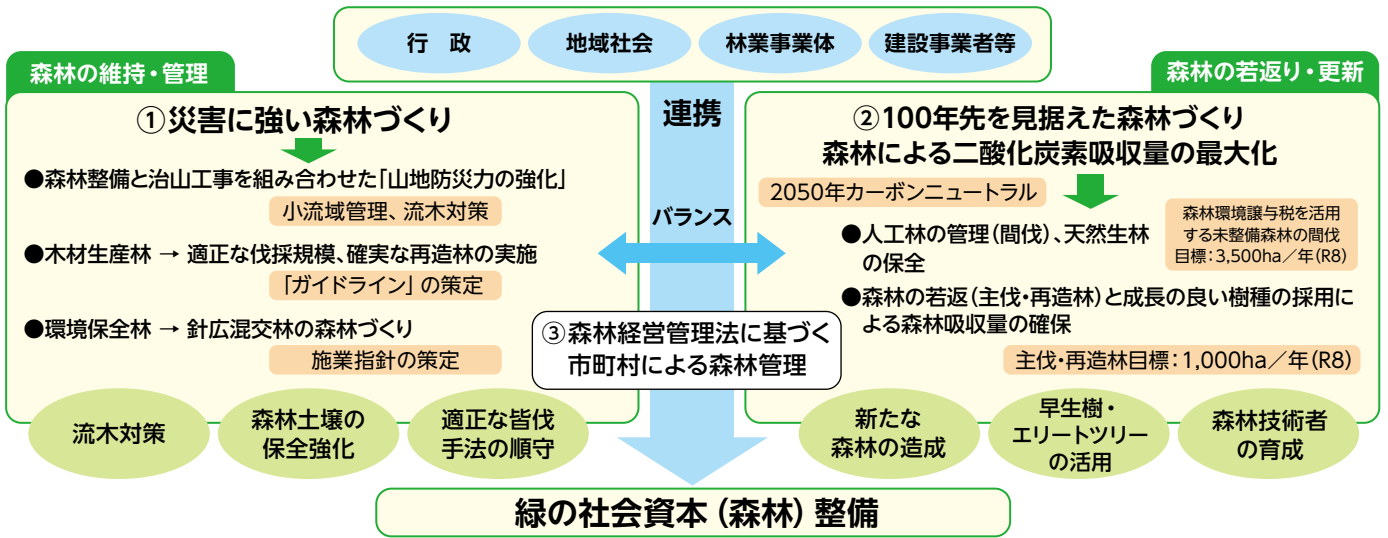 行　政
地域社会
林業事業体
建設事業者等
連携
バランス
森林の維持・管理
①災害に強い森林づくり
●森林整備と治山工事を組み合わせた「山地防災力の強化」
小流域管理、流木対策
●木材生産林 → 適正な伐採規模、確実な再造林の実施
「ガイドライン」の策定
●環境保全林 → 針広混交林の森林づくり
施業指針の策定
流木対策
森林土壌の
保全強化
適正な皆伐
手法の順守
森林の若返り・更新
②100年先を見据えた森林づくり
森林による二酸化炭素吸収量の最大化
2050年カーボンニュートラル
●人工林の管理(間伐)、天然生林
の保全
森林環境譲与税を活用
する未整備森林の間伐
目標：3,500ha／年(R8)
●森林の若返(主伐・再造林)と成長の良い樹種の採用に
よる森林吸収量の確保
主伐・再造林目標：1,000ha／年(R8)
新たな
森林の造成
早生樹・
エリートツリー
の活用
森林技術者
の育成
③森林経営管理法に基づく
市町村による森林管理
緑の社会資本（森林）整備